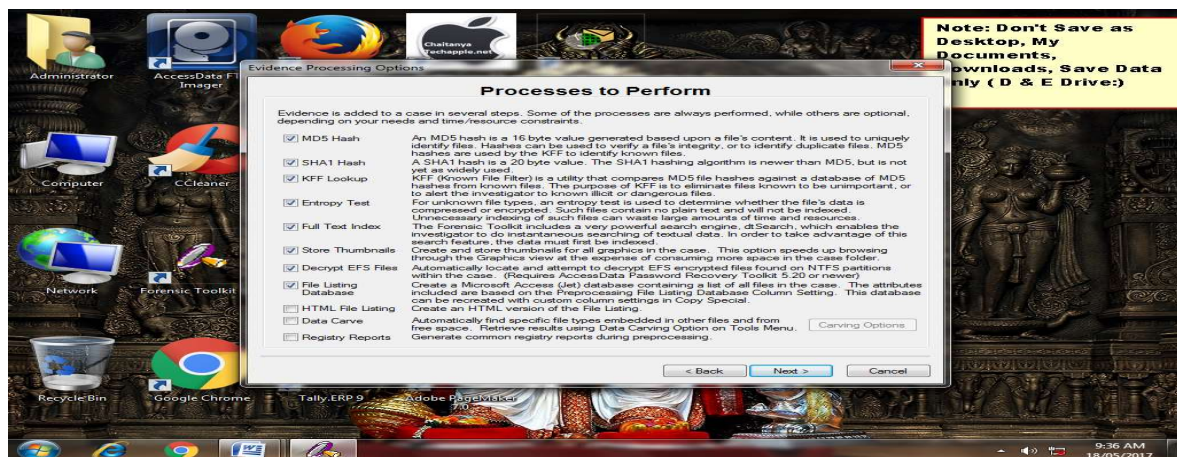 Chaitanya
Techapple.net
Note: Don't Save as
Desktop, My
Documents,
ownloads, Save Data
nly ( D & E Drive:)
Administrator
AccessData FT
Imager
Computer
CCleaner
Network
Forensic Toolkit
Recycle Bin
Google Chrome
Tally.ERP 9
Adobe PageMaker
7.0
Evidence Processing Options
Processes to Perform
Evidence is added to a case in several steps. Some of the processes are always performed, while others are optional,
depending on your needs and time/resource constraints.
MD5 Hash
An MD5 hash is a 16 byte value generated based upon a file's content. It is used to uniquely
identify files. Hashes can be used to verify a file's integrity, or to identify duplicate files. MD5
hashes are used by the KFF to identify known files.
SHA1 Hash
A SHA1 hash is a 20 byte value. The SHA1 hashing algorithm is newer than MD5, but is not
yet as widely used.
KFF Lookup
KFF (Known File Filter) is a utility that compares MD5 file hashes against a database of MD5
hashes from known files. The purpose of KFF is to eliminate files known to be unimportant, or
to alert the investigator to known illicit or dangerous files.
Entropy Test
For unknown file types, an entropy test is used to determine whether the file's data is
compressed or encrypted. Such files contain no plain text and will not be indexed.
Unnecessary indexing of such files can waste large amounts of time and resources.
Full Text Index
The Forensic Toolkit includes a very powerful search engine, dtSearch, which enables the
investigator to do instantaneous searching of textual data. In order to take advantage of this
search feature, the data must first be indexed.
Store Thumbnails
Create and store thumbnails for all graphics in the case. This option speeds up browsing
through the Graphics view at the expense of consuming more space in the case folder.
Decrypt EFS Files
Automatically locate and attempt to decrypt EFS encrypted files found on NTFS partitions
within the case. (Requires AccessData Password Recovery Toolkit 5.20 or newer)
File Listing
Database
Create a Microsoft Access (Jet) database containing a list of all files in the case. The attributes
included are based on the Preprocessing File Listing Database Column Setting. This database
can be recreated with custom column settings in Copy Special.
HTML File Listing
Create an HTML version of the File Listing.
Data Carve
Automatically find specific file types embedded in other files and from
free space. Retrieve results using Data Carving Option on Tools Menu.
Carving Options
Registry Reports
Generate common registry reports during preprocessing.
< Back
Next >
Cancel
9:36 AM
18/05/2017